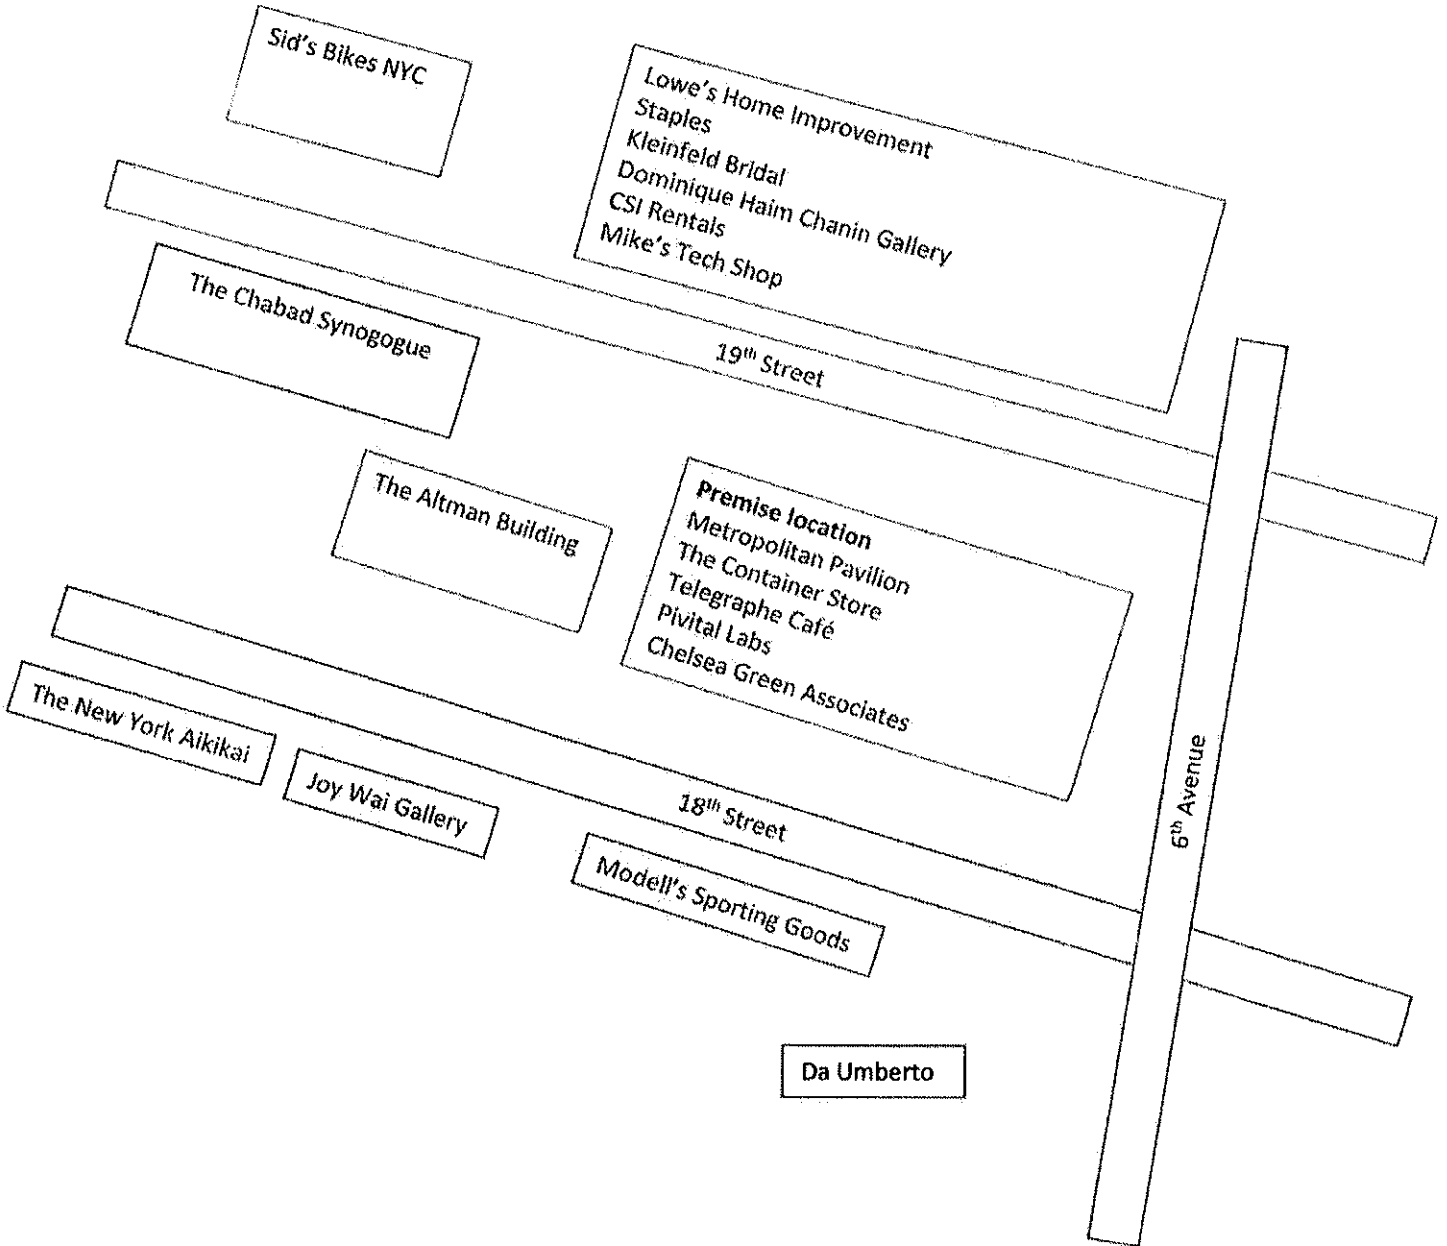 Sid's Bikes NYC
Lowe's Home Improvement
Staples
Kleinfeld Bridal
Dominique Haim Chanin Gallery
CSI Rentals
Mike's Tech Shop
19th Street
The Chabad Synogogue
The Altman Building
Premise location
Metropolitan Pavilion
The Container Store
Telegraphe Café
Pivital Labs
Chelsea Green Associates
6th Avenue
18th Street
The New York Aikikai
Joy Wai Gallery
Modell's Sporting Goods
Da Umberto